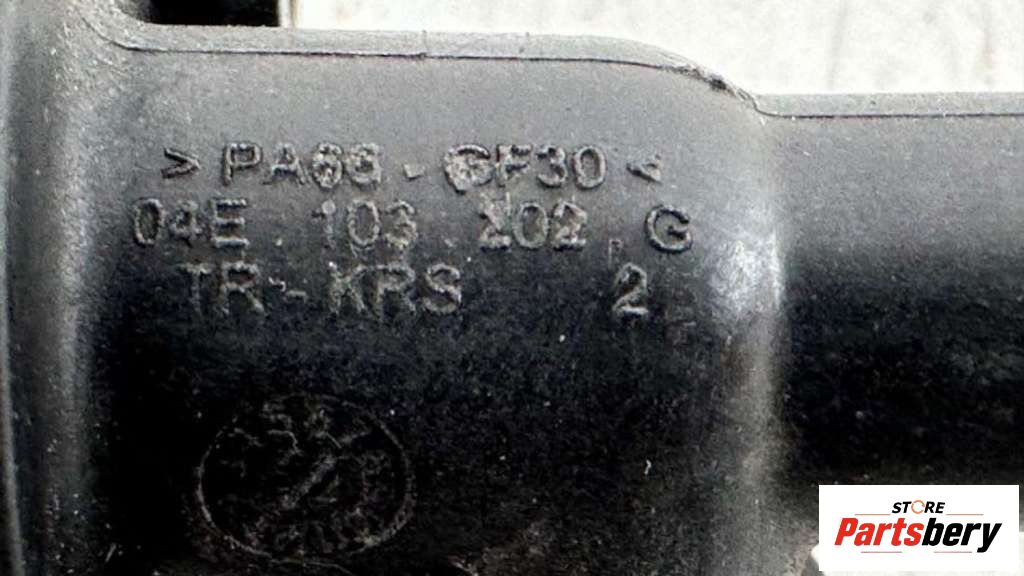 >PA66-GF30<
04E.103.202.G
TR-KRS 2
STORE
Partsbery